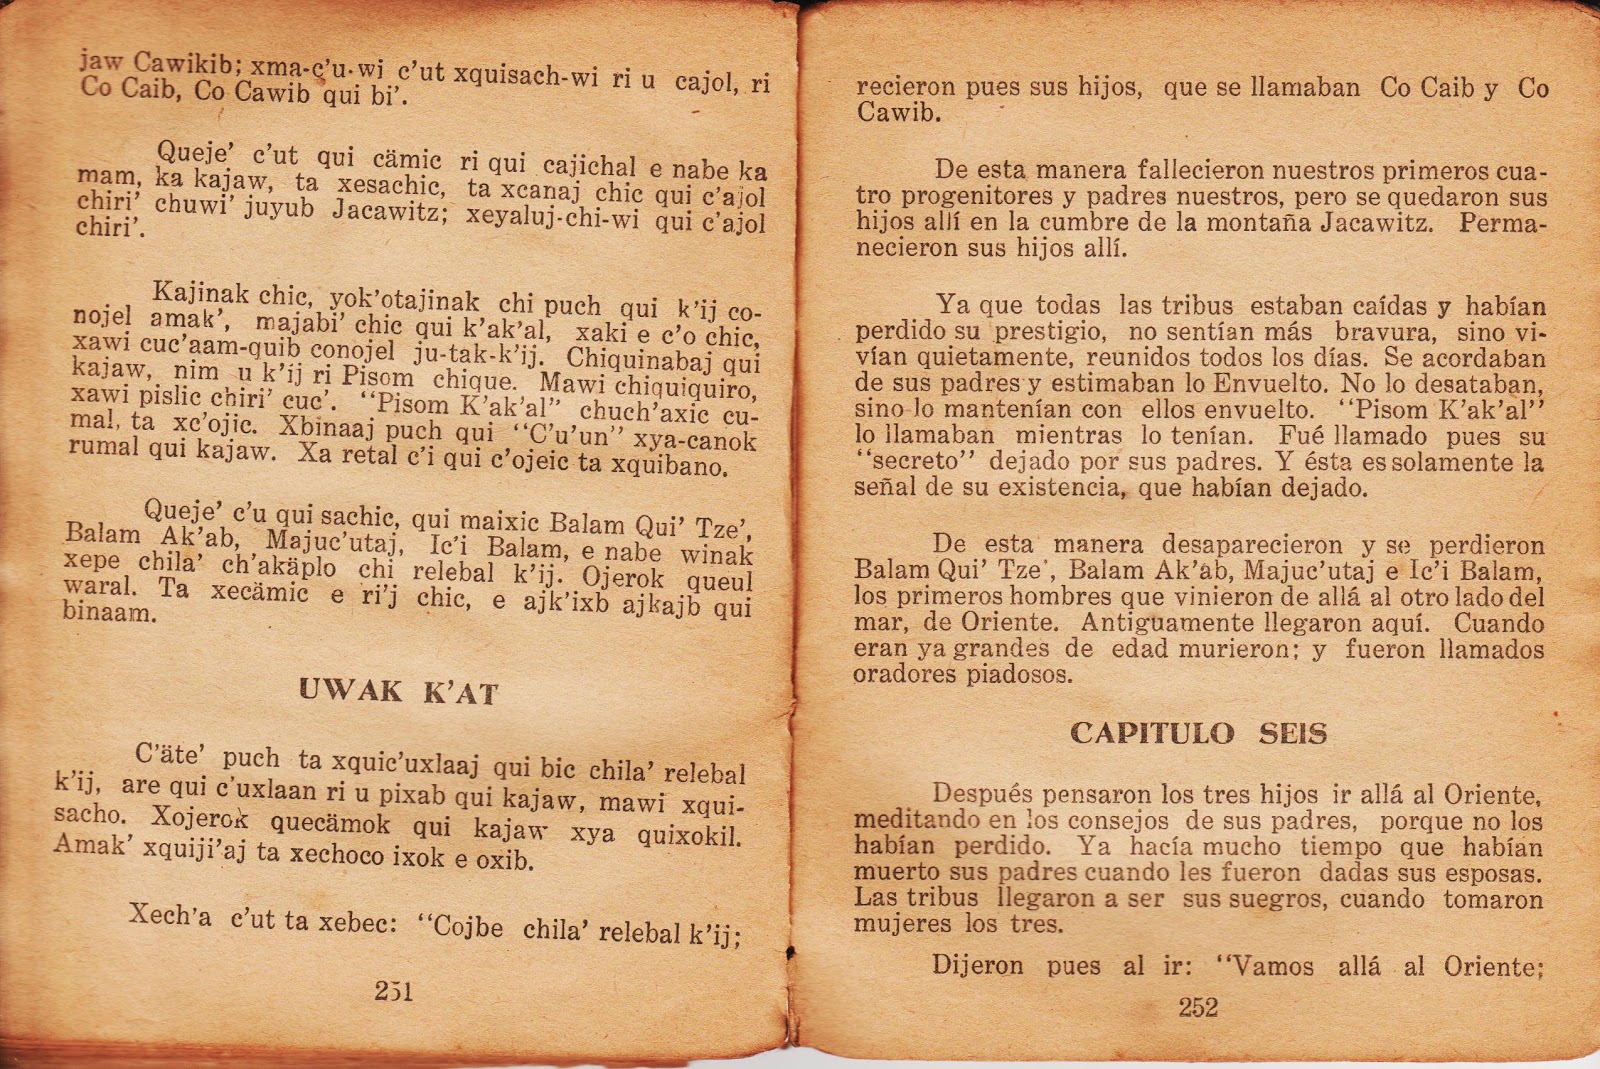 jaw Cawikib; xma-c'u-wi c'ut xquisach-wi ri u cajol, ri
Co Caib, Co Cawib qui bi'.
Queje' c'ut qui cämic ri qui cajichal e nabe ka
mam, ka kajaw, ta xesachic, ta xcanaj chic qui c'ajol
chiri' chuwi' juyub Jacawitz; xeyaluj-chi-wi qui c'ajol
chiri'.
Kajinak chic, yok'otajinak chi puch qui k'ij co-
nojel amak', majabi' chic qui k'ak'al, xaki e c'o chic,
xawi cuc'aam-quib conojel ju-tak-k'ij. Chiquinabaj qui
kajaw, nim u k'ij ri Pisom chique. Mawi chiquiquiro,
xawi pislic chiri' cuc'. "Pisom K'ak'al" chuch'axic cu-
mal, ta xc'ojic. Xbinaaj puch qui "C'u'un" xya-canok
rumal qui kajaw. Xa retal c'i qui c'ojeic ta xquibano.
Queje' c'u qui sachic, qui maixic Balam Qui' Tze',
Balam Ak'ab, Majuc'utaj, Ic'i Balam, e nabe winak
xepe chila' ch'akäplo chi relebal k'ij. Ojerok queul
waral. Ta xecämic e ri'j chic, e ajk'ixb ajkajb qui
binaam.
UWAK K'AT
C'äte' puch ta xquic'uxlaaj qui bic chila' relebal
k'ij, are qui c'uxlaan ri u pixab qui kajaw, mawi xqui-
sacho. Xojerok quecämok qui kajaw xya quixokil.
Amak' xquiji'aj ta xechoco ixok e oxib.
Xech'a c'ut ta xebec: "Cojbe chila' relebal k'ij;
251
recieron pues sus hijos, que se llamaban Co Caib y Co
Cawib.
De esta manera fallecieron nuestros primeros cua-
tro progenitores y padres nuestros, pero se quedaron sus
hijos allí en la cumbre de la montaña Jacawitz. Perma-
necieron sus hijos allí.
Ya que todas las tribus estaban caídas y habían
perdido su prestigio, no sentían más bravura, sino vi-
vían quietamente, reunidos todos los días. Se acordaban
de sus padres y estimaban lo Envuelto. No lo desataban,
sino lo mantenían con ellos envuelto. "Pisom K'ak'al"
lo llamaban mientras lo tenían. Fué llamado pues su
"secreto" dejado por sus padres. Y ésta es solamente la
señal de su existencia, que habían dejado.
De esta manera desaparecieron y se perdieron
Balam Qui' Tze', Balam Ak'ab, Majuc'utaj e Ic'i Balam,
los primeros hombres que vinieron de allá al otro lado del
mar, de Oriente. Antiguamente llegaron aquí. Cuando
eran ya grandes de edad murieron; y fueron llamados
oradores piadosos.
CAPITULO SEIS
Después pensaron los tres hijos ir allá al Oriente,
meditando en los consejos de sus padres, porque no los
habían perdido. Ya hacía mucho tiempo que habían
muerto sus padres cuando les fueron dadas sus esposas.
Las tribus llegaron a ser sus suegros, cuando tomaron
mujeres los tres.
Dijeron pues al ir: "Vamos allá al Oriente;
252